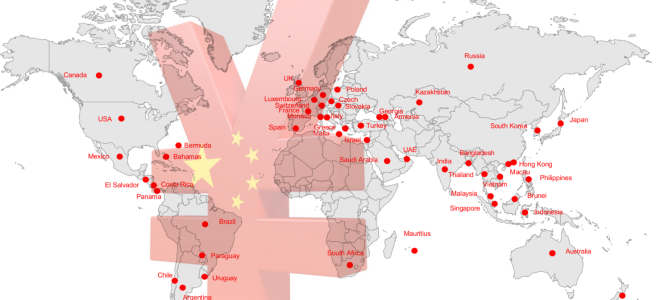 Russia
Canada
UK
Germany
Poland
Kazakhstan
Luxembourg
Czech
Switzerland
Slovakia
France
Georgia
USA
Monaco
Italy
Armenia
Japan
Spain
Greece
Turkey
South Korea
Malta
Bermuda
Israel
Mexico
Bahamas
Saudi Arabia
UAE
India
Bangladesh
Hong Kong
Macau
Thailand
El Salvador
Costa Rica
Vietnam
Philippines
Panama
Malaysia
Brunei
Singapore
Indonesia
Brazil
Mauritius
Paraguay
South Africa
Australia
Chile
Uruguay
Argentina
¥